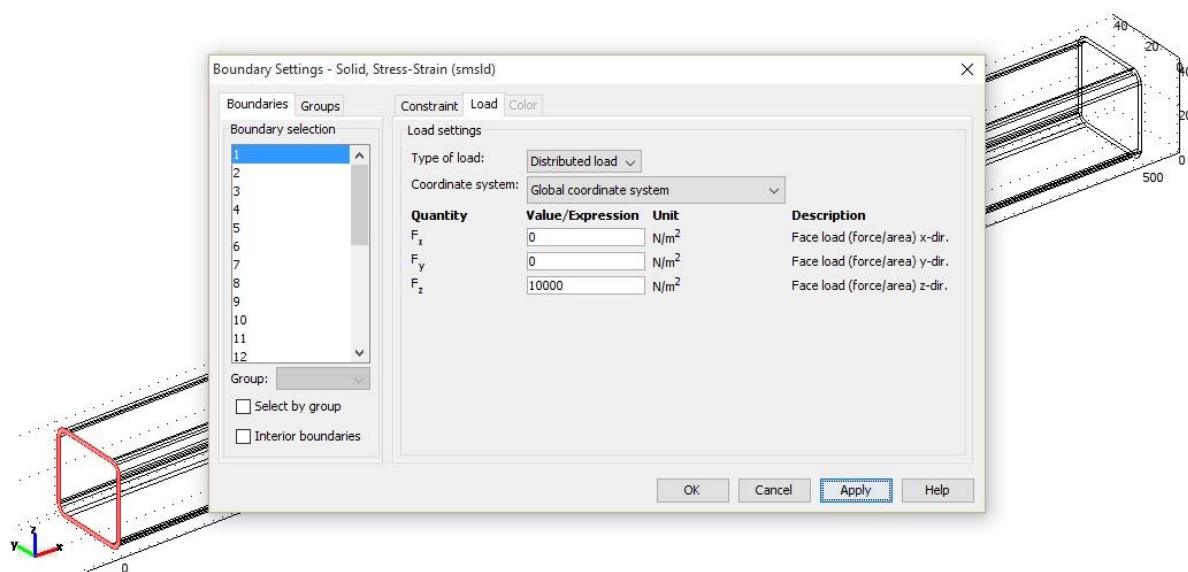 Boundary Settings - Solid, Stress-Strain (smsld)
Boundaries Groups
Boundary selection
1
2
3
4
5
6
7
8
9
10
11
12
Group:
Select by group
Interior boundaries
Constraint Load Color
Load settings
Type of load: Distributed load
Coordinate system: Global coordinate system
Quantity Value/Expression Unit Description
Fx 0 N/m2 Face load (force/area) x-dir.
Fy 0 N/m2 Face load (force/area) y-dir.
Fz 10000 N/m2 Face load (force/area) z-dir.
OK Cancel Apply Help
40
20
0
40
20
0
500
z
y x
0